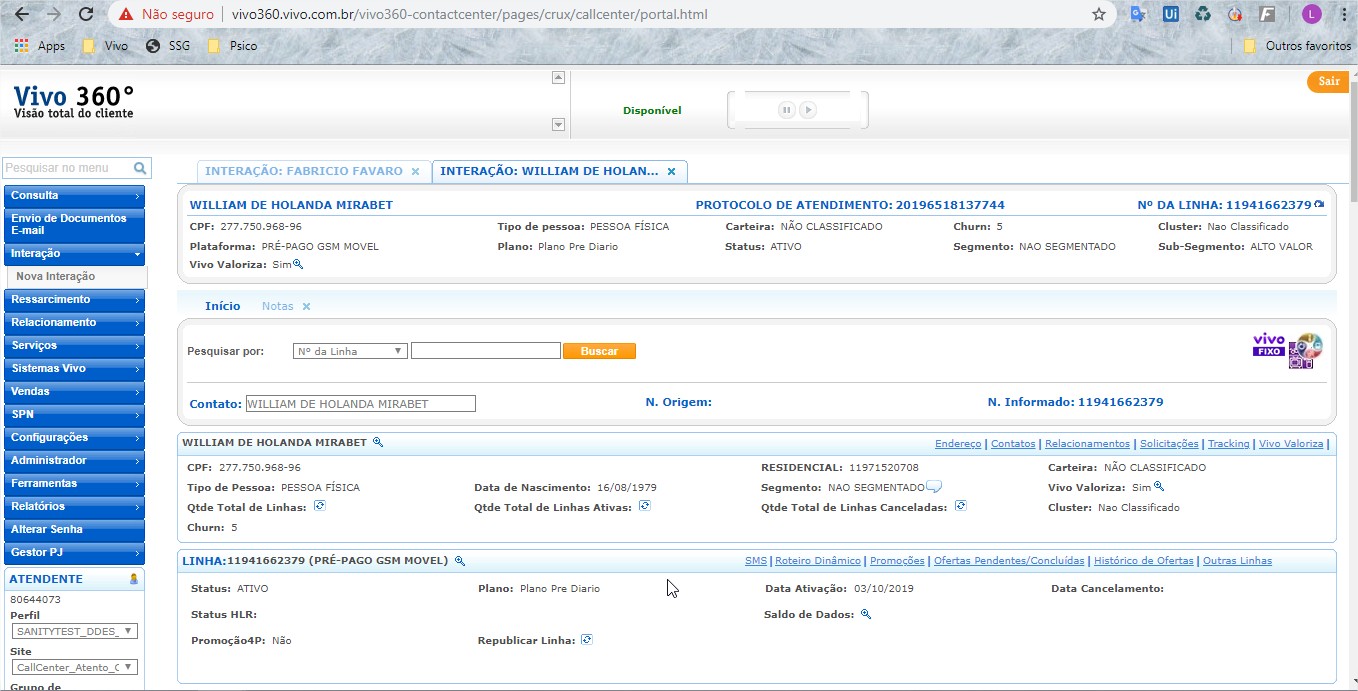 Não seguro vivo360.vivo.com.br/vivo360-contactcenter/pages/crux/callcenter/portal.html
Apps Vivo SSG Psico Outros favoritos
Sair
Vivo 360°
Visão total do cliente
Disponível
Pesquisar no menu
Consulta
Envio de Documentos
E-mail
Interação
Nova Interação
Ressarcimento
Relacionamento
Serviços
Sistemas Vivo
Vendas
SPN
Configurações
Administrador
Ferramentas
Relatórios
Alterar Senha
Gestor PJ
ATENDENTE
80644073
Perfil
SANITYTEST_DDES_
Site
CallCenter_Atento_C
Grupo de
INTERAÇÃO: FABRICIO FAVARO INTERAÇÃO: WILLIAM DE HOLAN...
WILLIAM DE HOLANDA MIRABET PROTOCOLO DE ATENDIMENTO: 20196518137744 Nº DA LINHA: 11941662379
CPF: 277.750.968-96 Tipo de pessoa: PESSOA FÍSICA Carteira: NÃO CLASSIFICADO Churn: 5 Cluster: Nao Classificado
Plataforma: PRÉ-PAGO GSM MOVEL Plano: Plano Pre Diario Status: ATIVO Segmento: NAO SEGMENTADO Sub-Segmento: ALTO VALOR
Vivo Valoriza: Sim
Início Notas
Pesquisar por: Nº da Linha Buscar
vivo
FIXO
Contato: WILLIAM DE HOLANDA MIRABET N. Origem: N. Informado: 11941662379
WILLIAM DE HOLANDA MIRABET Endereço | Contatos | Relacionamentos | Solicitações | Tracking | Vivo Valoriza |
CPF: 277.750.968-96 RESIDENCIAL: 11971520708 Carteira: NÃO CLASSIFICADO
Tipo de Pessoa: PESSOA FÍSICA Data de Nascimento: 16/08/1979 Segmento: NAO SEGMENTADO Vivo Valoriza: Sim
Qtde Total de Linhas: Qtde Total de Linhas Ativas: Qtde Total de Linhas Canceladas: Cluster: Nao Classificado
Churn: 5
LINHA:11941662379 (PRÉ-PAGO GSM MOVEL) SMS | Roteiro Dinâmico | Promoções | Ofertas Pendentes/Concluídas | Histórico de Ofertas | Outras Linhas
Status: ATIVO Plano: Plano Pre Diario Data Ativação: 03/10/2019 Data Cancelamento:
Status HLR: Saldo de Dados:
Promoção4P: Não Republicar Linha: